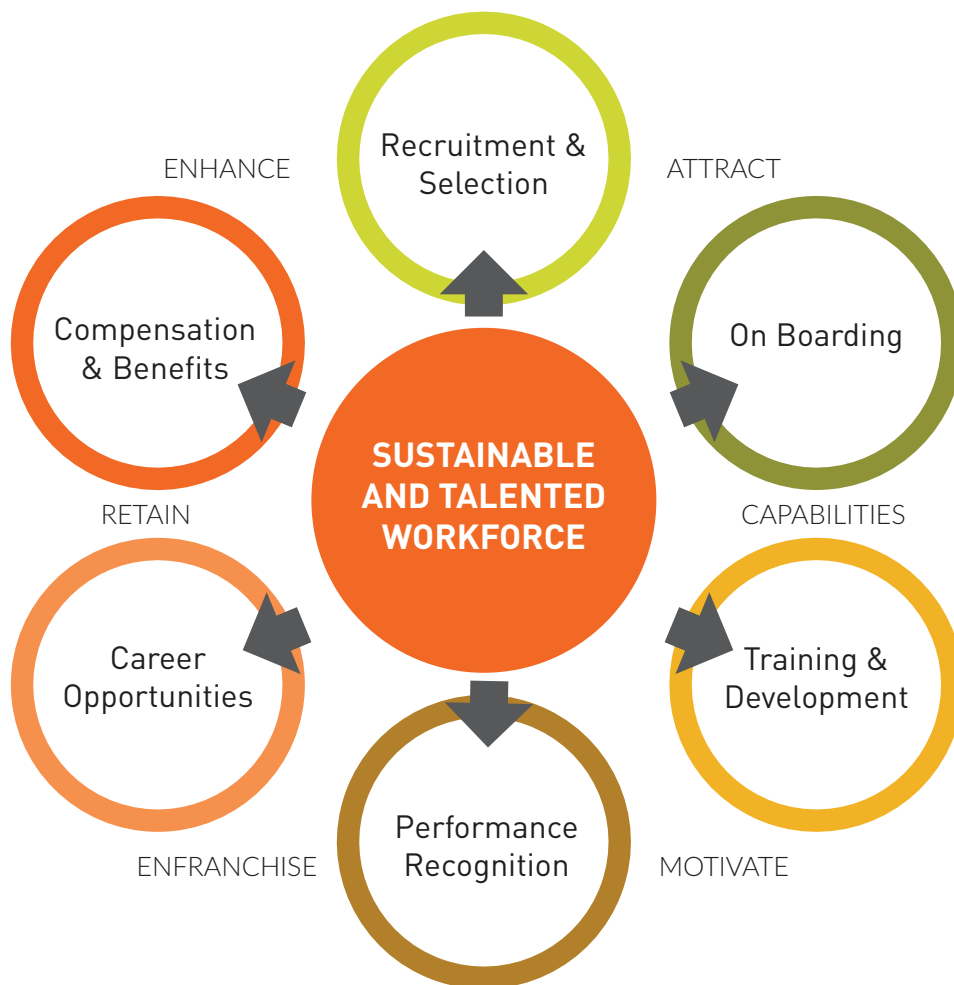 Recruitment &
Selection
ENHANCE
ATTRACT
Compensation
& Benefits
On Boarding
SUSTAINABLE
AND TALENTED
WORKFORCE
RETAIN
CAPABILITIES
Career
Opportunities
Training &
Development
Performance
Recognition
ENFRANCHISE
MOTIVATE